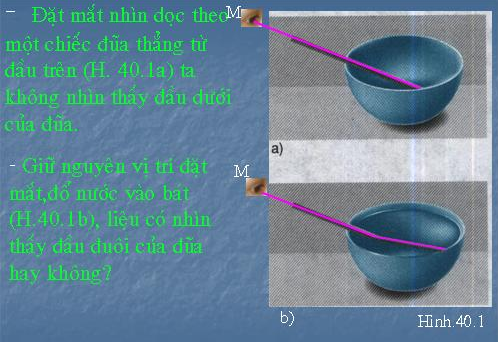 – Đặt mắt nhìn dọc theo
một chiếc đũa thẳng từ
đầu trên (H. 40.1a) ta
không nhìn thấy đầu dưới
của đũa.
- Giữ nguyên vị trí đặt
mắt,đổ nước vào bát
(H.40.1b), liệu có nhìn
thấy đầu đuôi của đũa
hay không?
M
a)
M
b)
Hình.40.1